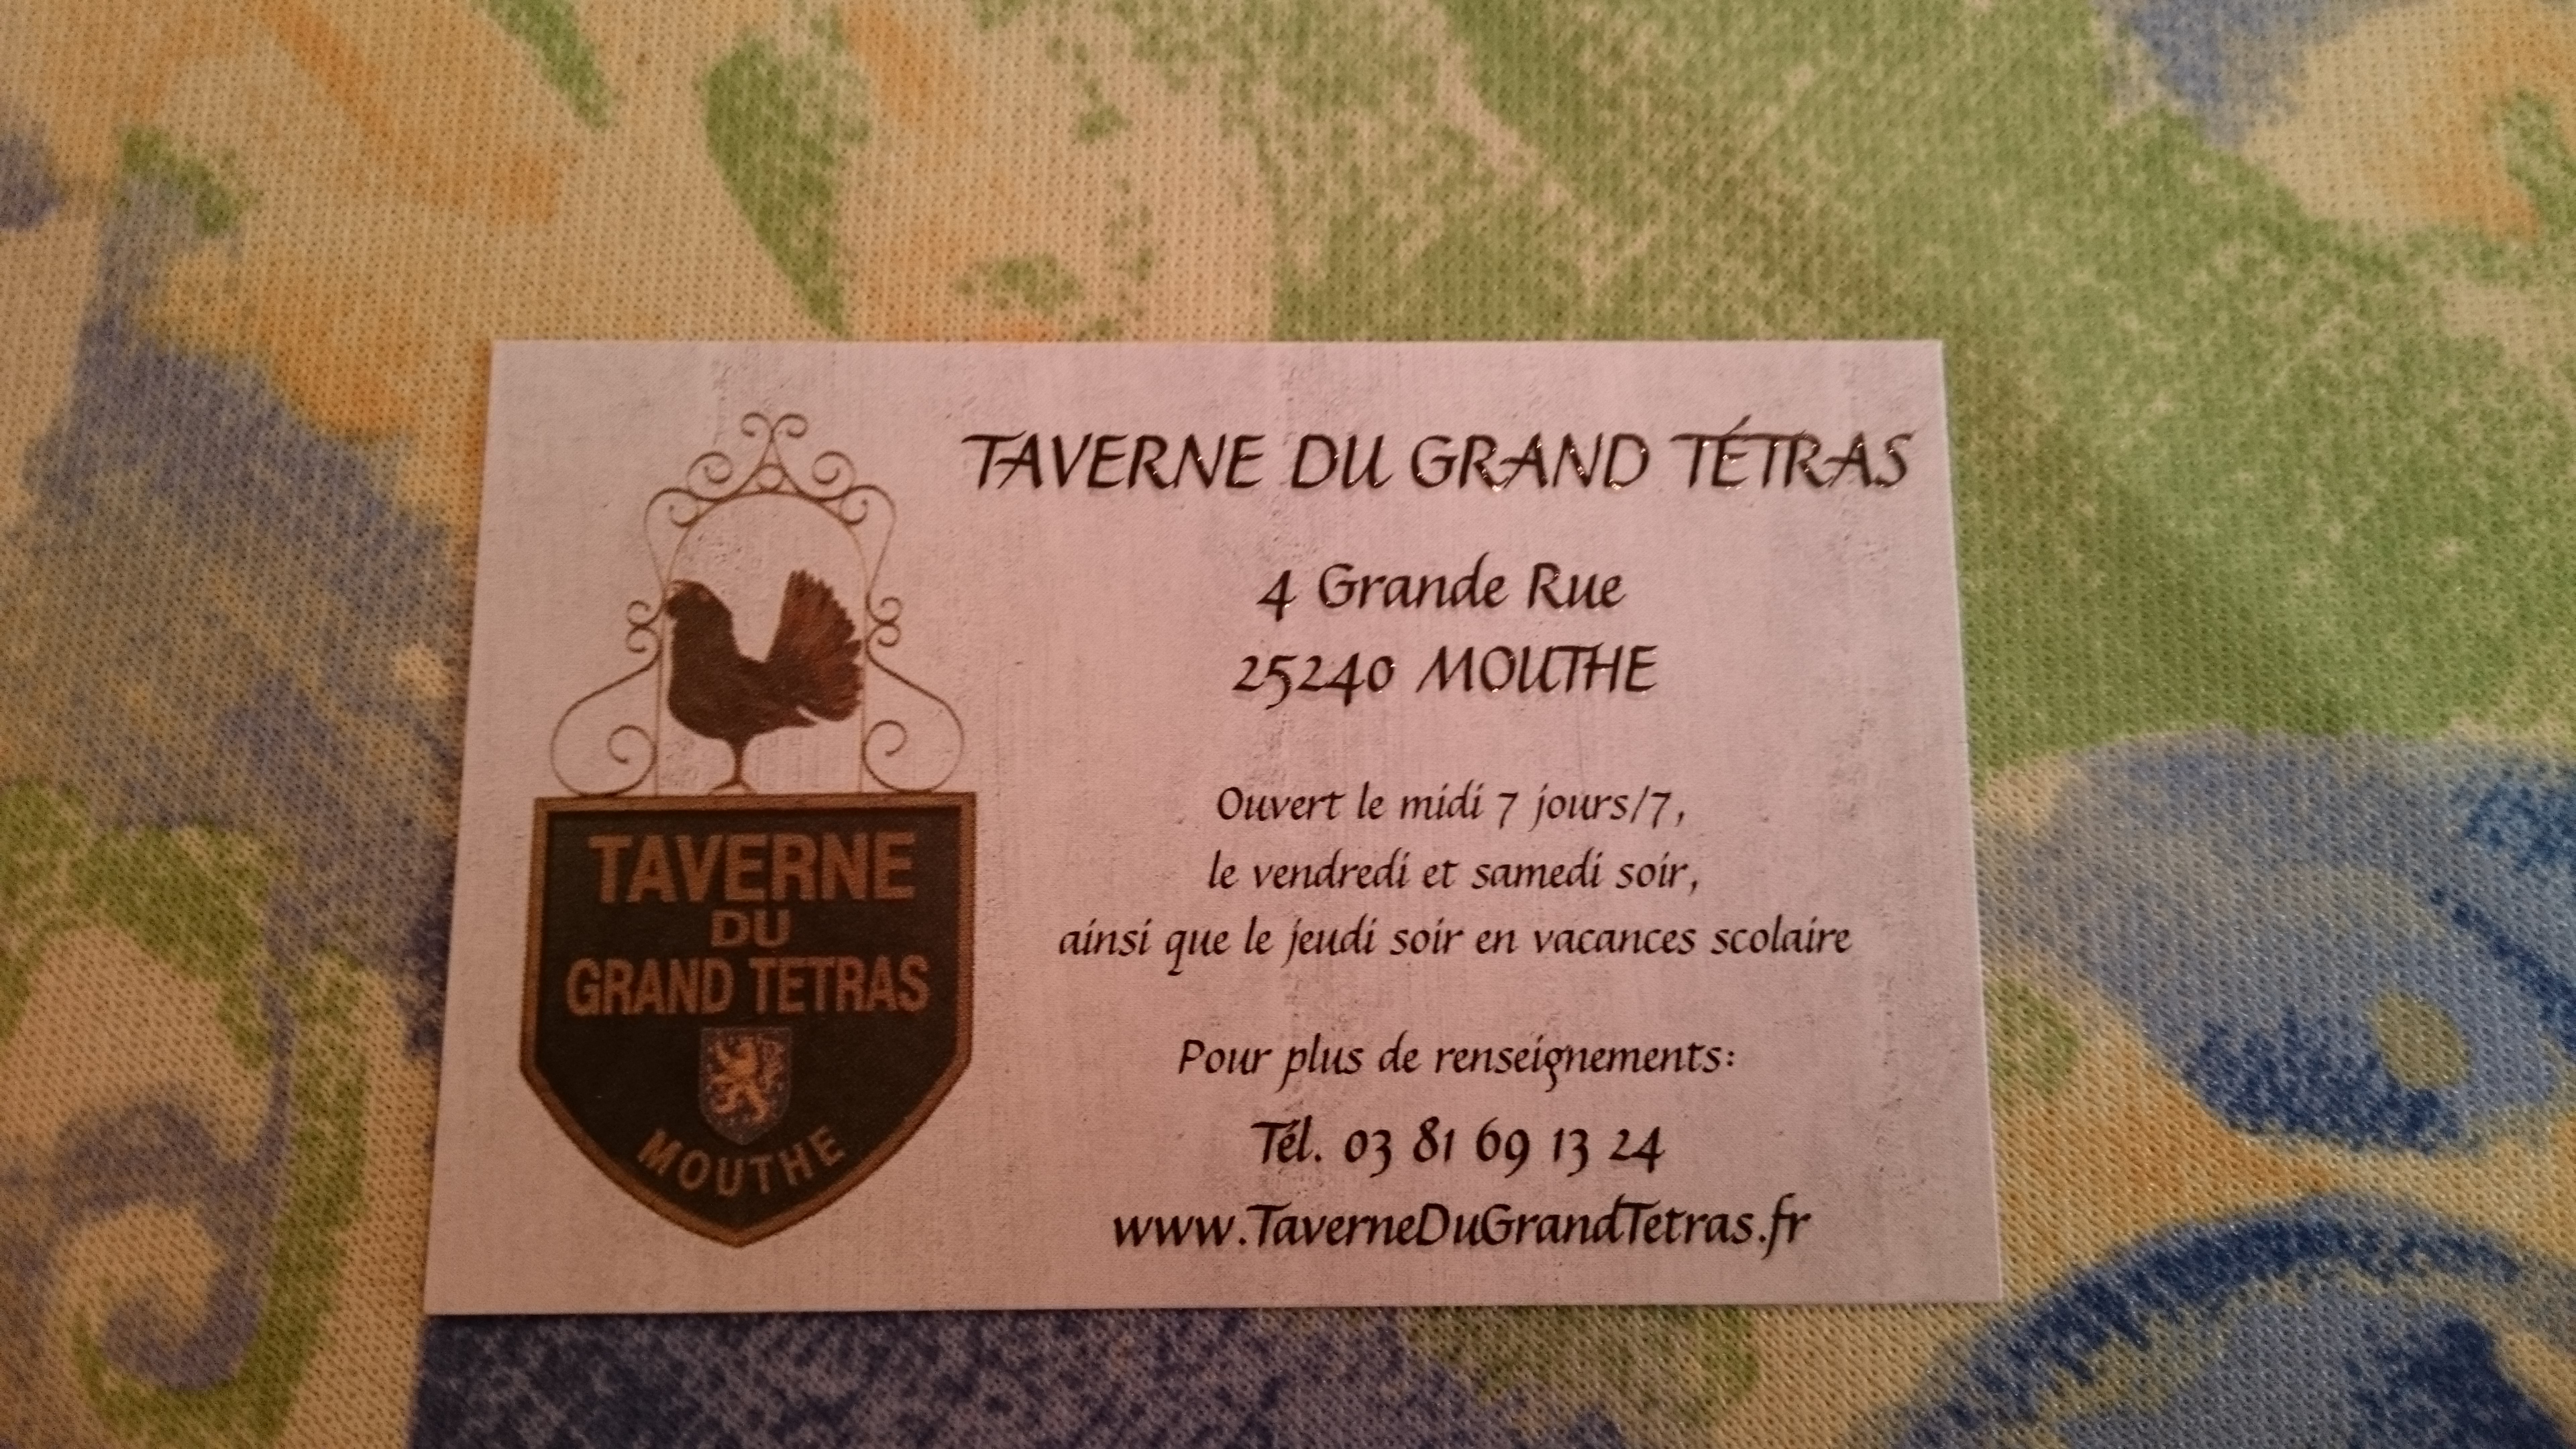 TAVERNE DU GRAND TÉTRAS
4 Grande Rue
25240 MOUTHE
Ouvert le midi 7 jours/7,
le vendredi et samedi soir,
ainsi que le jeudi soir en vacances scolaire
Pour plus de renseignements:
Tél. 03 81 69 13 24
www.TaverneDuGrandTetras.fr
TAVERNE
DU
GRAND TETRAS
MOUTHE